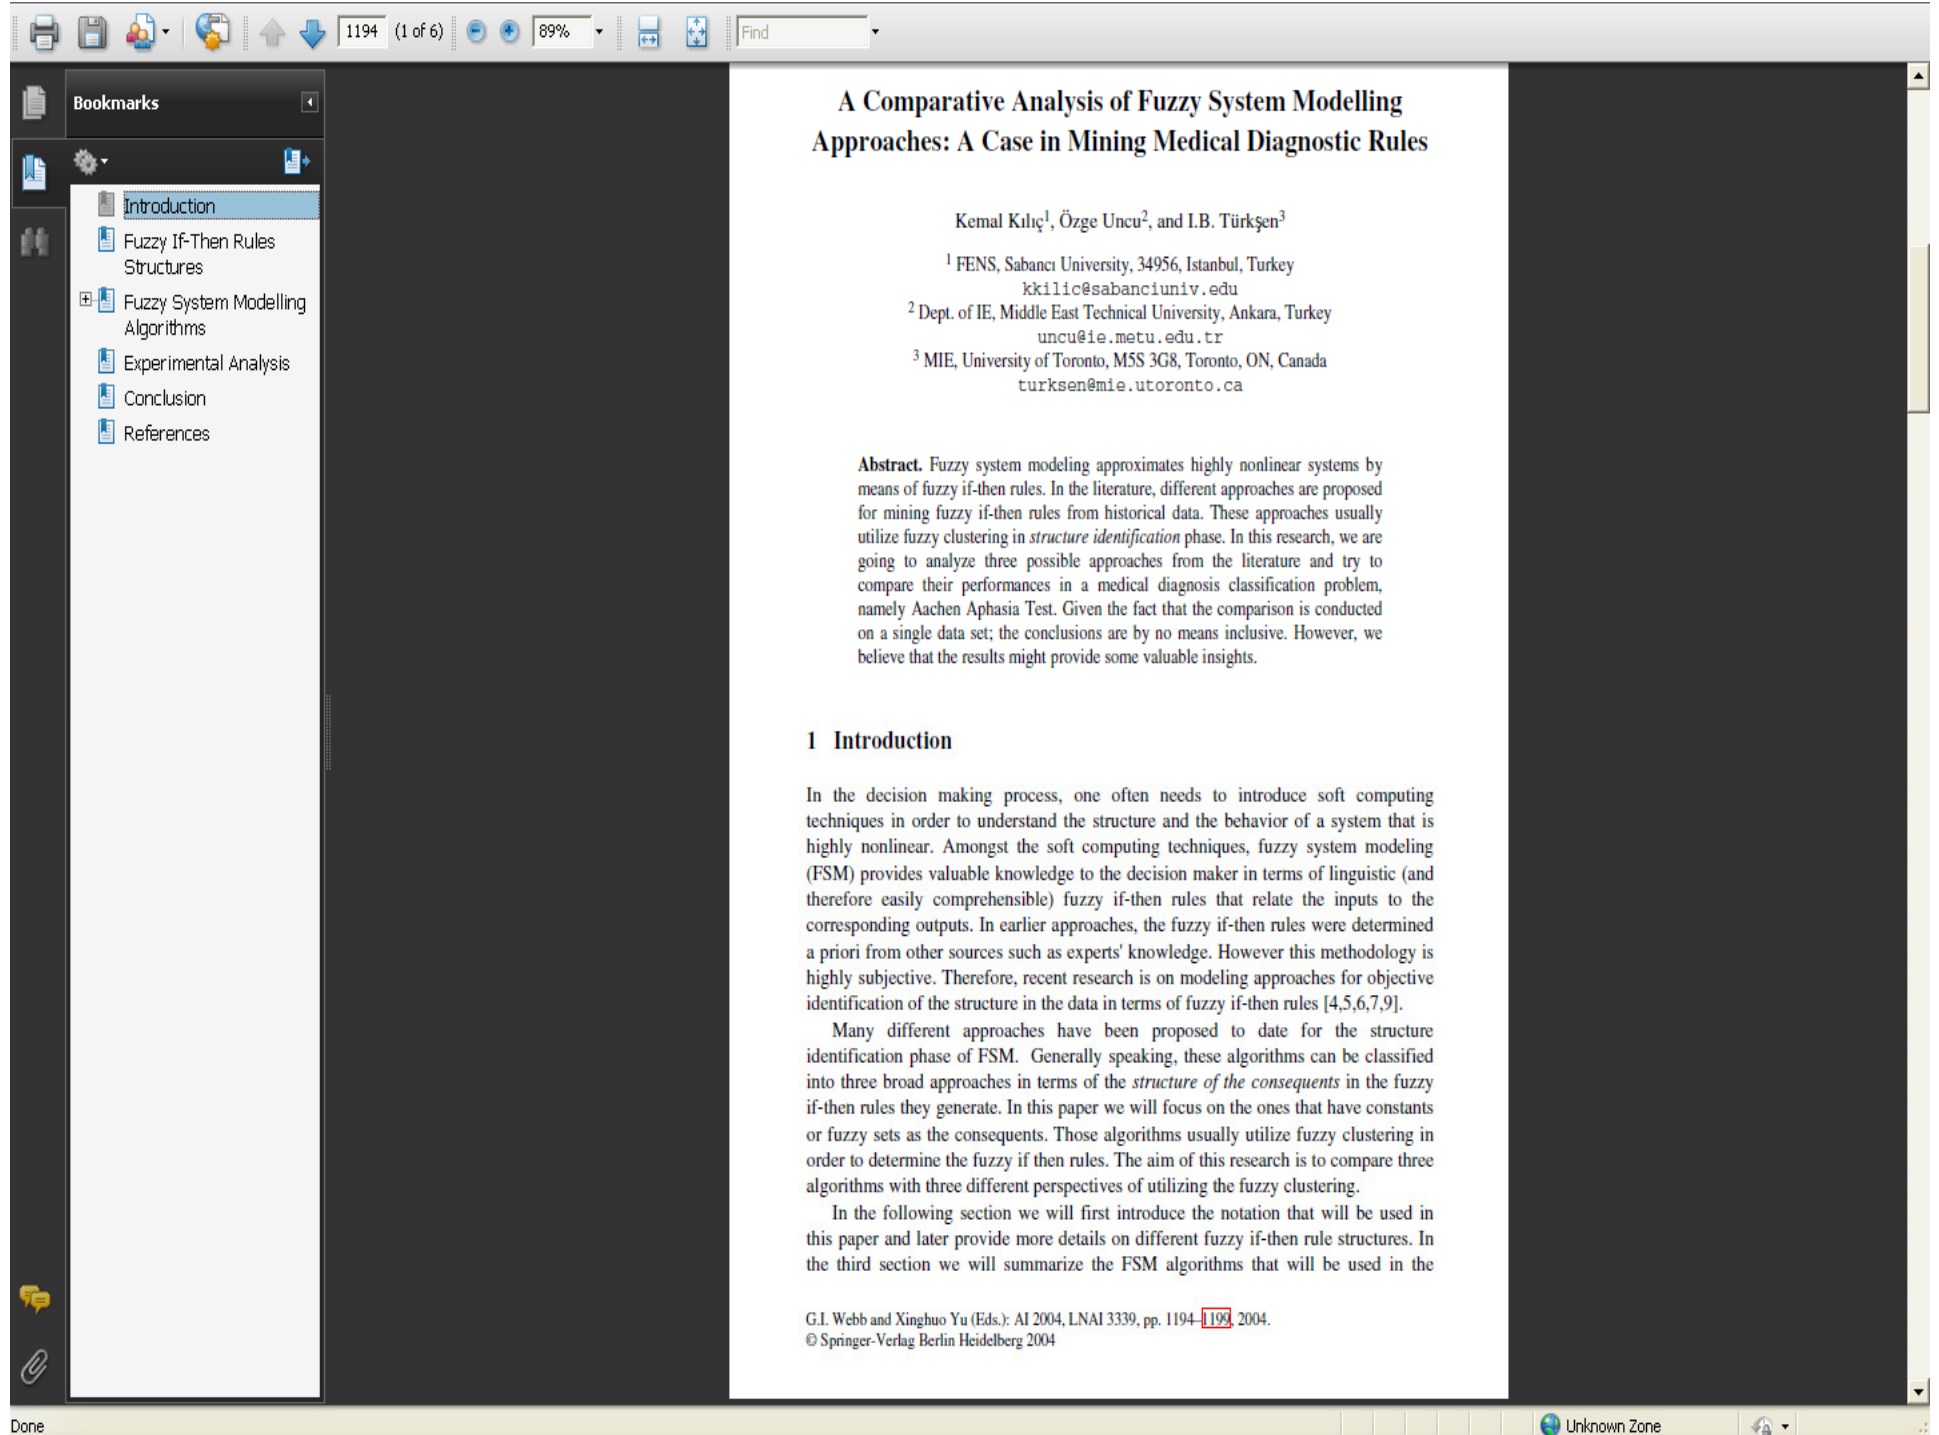 1194 (1 of 6) 89% Find
Bookmarks
Introduction
Fuzzy If-Then Rules
Structures
Fuzzy System Modelling
Algorithms
Experimental Analysis
Conclusion
References
A Comparative Analysis of Fuzzy System Modelling
Approaches: A Case in Mining Medical Diagnostic Rules
Kemal Kılıç1, Özge Uncu2, and I.B. Türkşen3
1 FENS, Sabancı University, 34956, Istanbul, Turkey
kkilic@sabanciuniv.edu
2 Dept. of IE, Middle East Technical University, Ankara, Turkey
uncu@ie.metu.edu.tr
3 MIE, University of Toronto, M5S 3G8, Toronto, ON, Canada
turksen@mie.utoronto.ca
Abstract. Fuzzy system modeling approximates highly nonlinear systems by
means of fuzzy if-then rules. In the literature, different approaches are proposed
for mining fuzzy if-then rules from historical data. These approaches usually
utilize fuzzy clustering in structure identification phase. In this research, we are
going to analyze three possible approaches from the literature and try to
compare their performances in a medical diagnosis classification problem,
namely Aachen Aphasia Test. Given the fact that the comparison is conducted
on a single data set; the conclusions are by no means inclusive. However, we
believe that the results might provide some valuable insights.
1 Introduction
In the decision making process, one often needs to introduce soft computing
techniques in order to understand the structure and the behavior of a system that is
highly nonlinear. Amongst the soft computing techniques, fuzzy system modeling
(FSM) provides valuable knowledge to the decision maker in terms of linguistic (and
therefore easily comprehensible) fuzzy if-then rules that relate the inputs to the
corresponding outputs. In earlier approaches, the fuzzy if-then rules were determined
a priori from other sources such as experts' knowledge. However this methodology is
highly subjective. Therefore, recent research is on modeling approaches for objective
identification of the structure in the data in terms of fuzzy if-then rules [4,5,6,7,9].
Many different approaches have been proposed to date for the structure
identification phase of FSM. Generally speaking, these algorithms can be classified
into three broad approaches in terms of the structure of the consequents in the fuzzy
if-then rules they generate. In this paper we will focus on the ones that have constants
or fuzzy sets as the consequents. Those algorithms usually utilize fuzzy clustering in
order to determine the fuzzy if then rules. The aim of this research is to compare three
algorithms with three different perspectives of utilizing the fuzzy clustering.
In the following section we will first introduce the notation that will be used in
this paper and later provide more details on different fuzzy if-then rule structures. In
the third section we will summarize the FSM algorithms that will be used in the
G.I. Webb and Xinghuo Yu (Eds.): AI 2004, LNAI 3339, pp. 1194–1199, 2004.
© Springer-Verlag Berlin Heidelberg 2004
Done
Unknown Zone